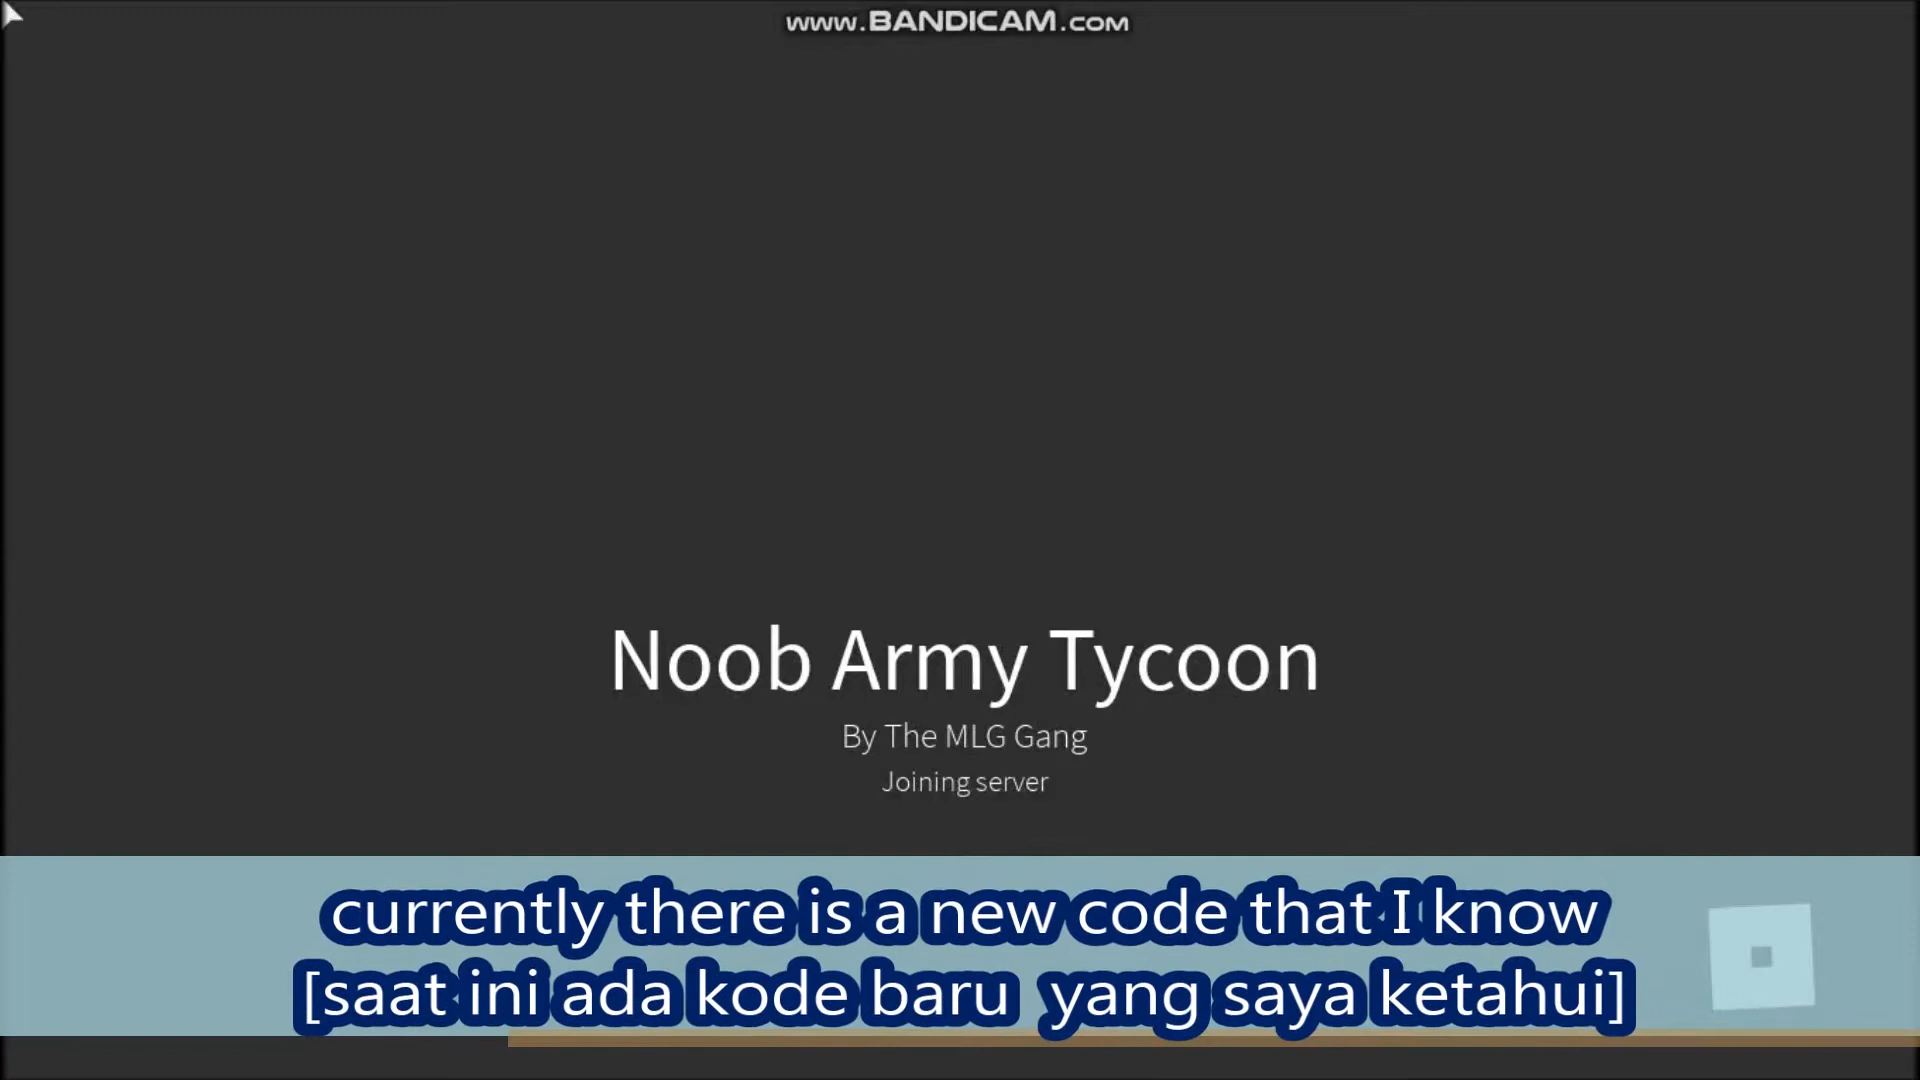 www.BANDICAM.com
Noob Army Tycoon
By The MLG Gang
Joining server
currently there is a new code that I know
[saat ini ada kode baru yang saya ketahui]